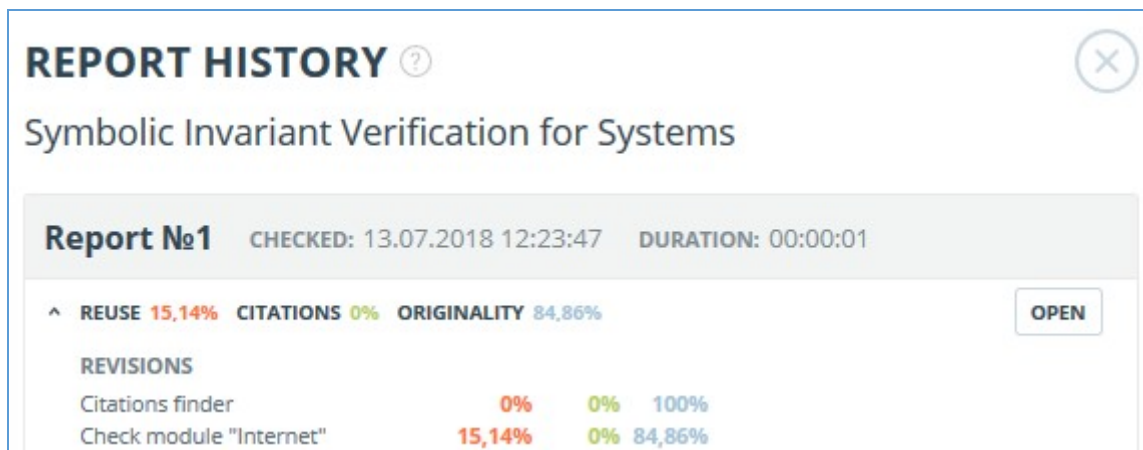 REPORT HISTORY ?
Symbolic Invariant Verification for Systems
Report №1 CHECKED: 13.07.2018 12:23:47 DURATION: 00:00:01
^ REUSE 15,14% CITATIONS 0% ORIGINALITY 84,86% OPEN
REVISIONS
Citations finder 0% 0% 100%
Check module "Internet" 15,14% 0% 84,86%